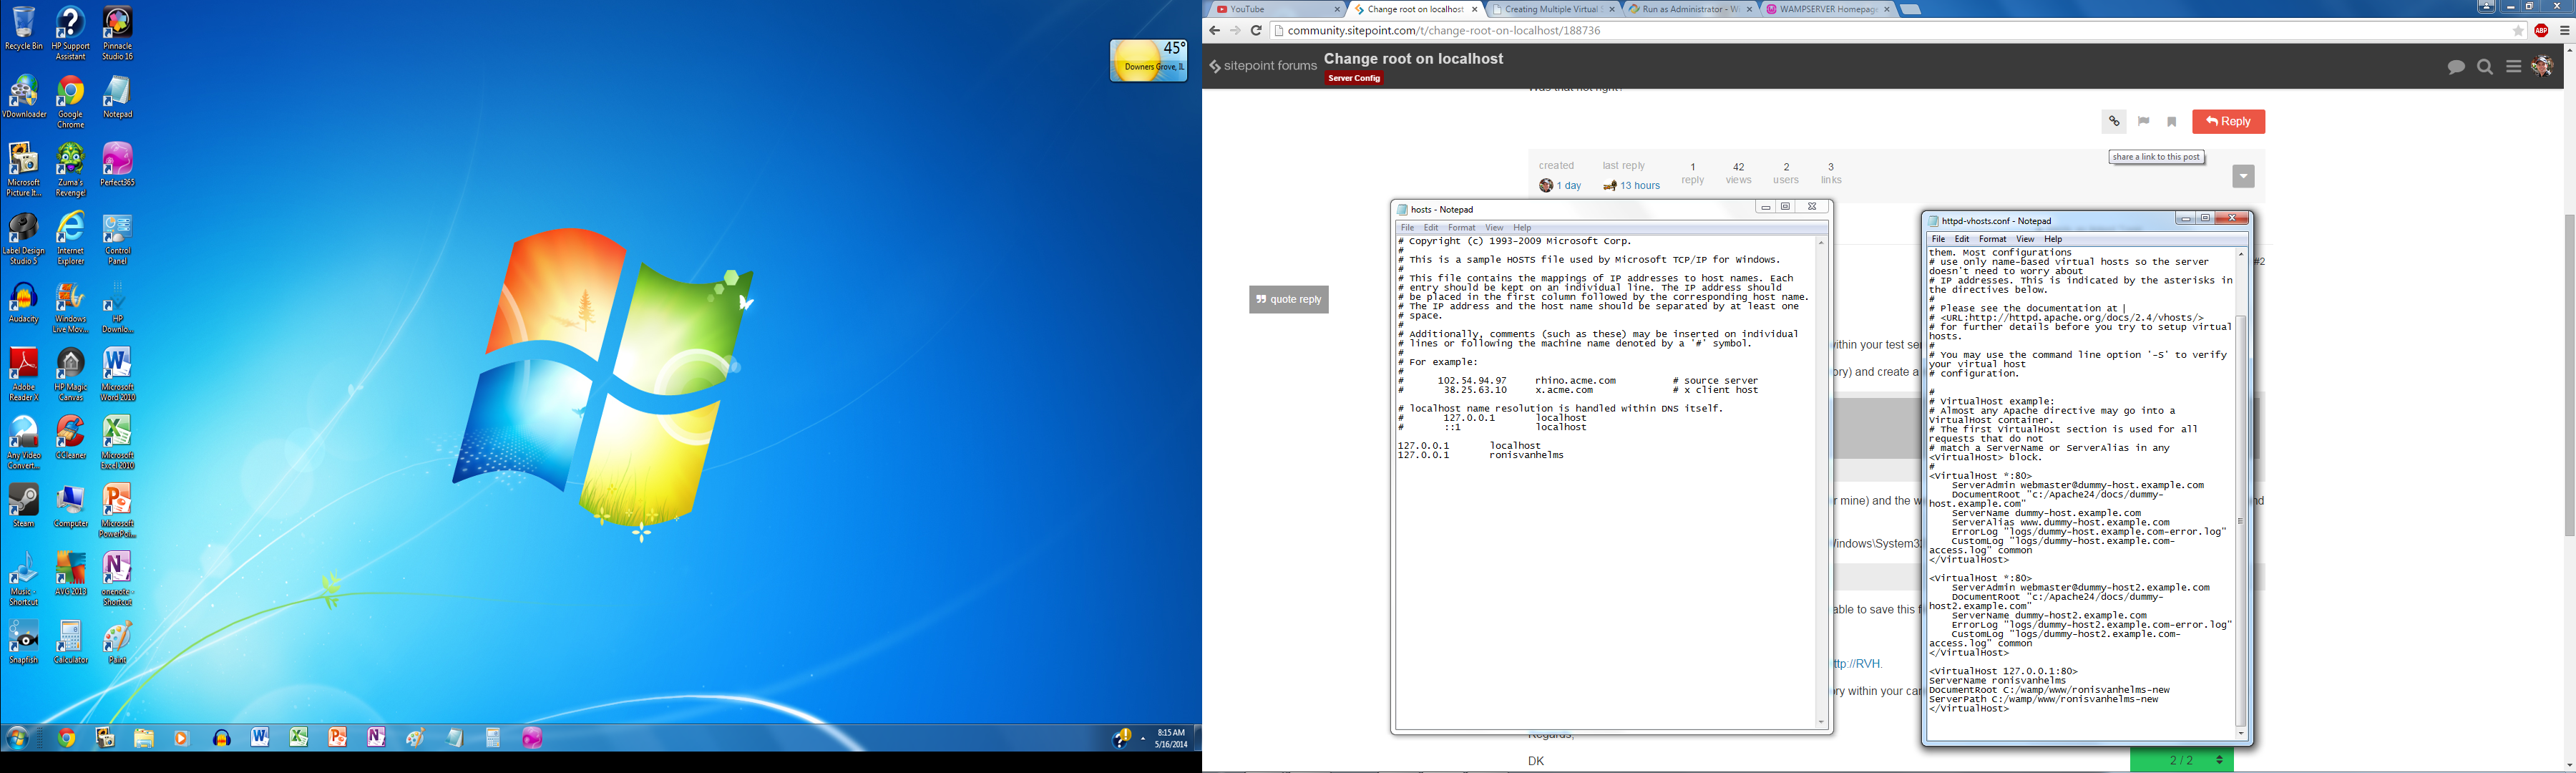 Recycle Bin
HP Support
Assistant
Pinnacle
Studio 16
VDownloader
Google
Chrome
Notepad
Microsoft
Picture It...
Zuma's
Revenge!
Perfect365
Label Design
Studio 5
Internet
Explorer
Control
Panel
Audacity
Windows
Live Mov...
HP
Downlo...
Adobe
Reader X
HP Magic
Canvas
Microsoft
Word 2010
Any Video
Convert...
CCleaner
Microsoft
Excel 2010
Steam
Computer
Microsoft
PowerPoi...
Music -
Shortcut
AVG 2013
onenote -
Shortcut
Snapfish
Calculator
Paint
45°
Downers Grove, IL
8:15 AM
5/16/2014
YouTube
Change root on localhost
Creating Multiple Virtual
Run as Administrator - W
WAMPSERVER Homepage
community.sitepoint.com/t/change-root-on-localhost/188736
ABP
sitepoint forums
Change root on localhost
Server Config
Was that not right?
Reply
share a link to this post
created
1 day
last reply
13 hours
1
reply
42
views
2
users
3
links
#2
quote reply
hosts - Notepad
File Edit Format View Help
# Copyright (c) 1993-2009 Microsoft Corp.
#
# This is a sample HOSTS file used by Microsoft TCP/IP for Windows.
#
# This file contains the mappings of IP addresses to host names. Each
# entry should be kept on an individual line. The IP address should
# be placed in the first column followed by the corresponding host name.
# The IP address and the host name should be separated by at least one
# space.
#
# Additionally, comments (such as these) may be inserted on individual
# lines or following the machine name denoted by a '#' symbol.
#
# For example:
#
# 102.54.94.97 rhino.acme.com # source server
# 38.25.63.10 x.acme.com # x client host
# localhost name resolution is handled within DNS itself.
# 127.0.0.1 localhost
# ::1 localhost
127.0.0.1 localhost
127.0.0.1 ronisvanhelms
within your test se
ory) and create a
r mine) and the w
nd
Windows\System3
able to save this f
ttp://RVH.
ory within your ca
Regards,
DK
2 / 2
httpd-vhosts.conf - Notepad
File Edit Format View Help
them. Most configurations
# use only name-based virtual hosts so the server
doesn't need to worry about
# IP addresses. This is indicated by the asterisks in
the directives below.
#
# Please see the documentation at
# <URL:http://httpd.apache.org/docs/2.4/vhosts/>
# for further details before you try to setup virtual
hosts.
#
# You may use the command line option '-S' to verify
your virtual host
# configuration.
#
# VirtualHost example:
# Almost any Apache directive may go into a
VirtualHost container.
# The first VirtualHost section is used for all
requests that do not
# match a ServerName or ServerAlias in any
<VirtualHost> block.
#
<VirtualHost *:80>
ServerAdmin webmaster@dummy-host.example.com
DocumentRoot "c:/Apache24/docs/dummy-
host.example.com"
ServerName dummy-host.example.com
ServerAlias www.dummy-host.example.com
ErrorLog "logs/dummy-host.example.com-error.log"
CustomLog "logs/dummy-host.example.com-
access.log" common
</VirtualHost>
<VirtualHost *:80>
ServerAdmin webmaster@dummy-host2.example.com
DocumentRoot "c:/Apache24/docs/dummy-
host2.example.com"
ServerName dummy-host2.example.com
ErrorLog "logs/dummy-host2.example.com-error.log"
CustomLog "logs/dummy-host2.example.com-
access.log" common
</VirtualHost>
<VirtualHost 127.0.0.1:80>
ServerName ronisvanhelms
DocumentRoot C:/wamp/www/ronisvanhelms-new
ServerPath C:/wamp/www/ronisvanhelms-new
</VirtualHost>